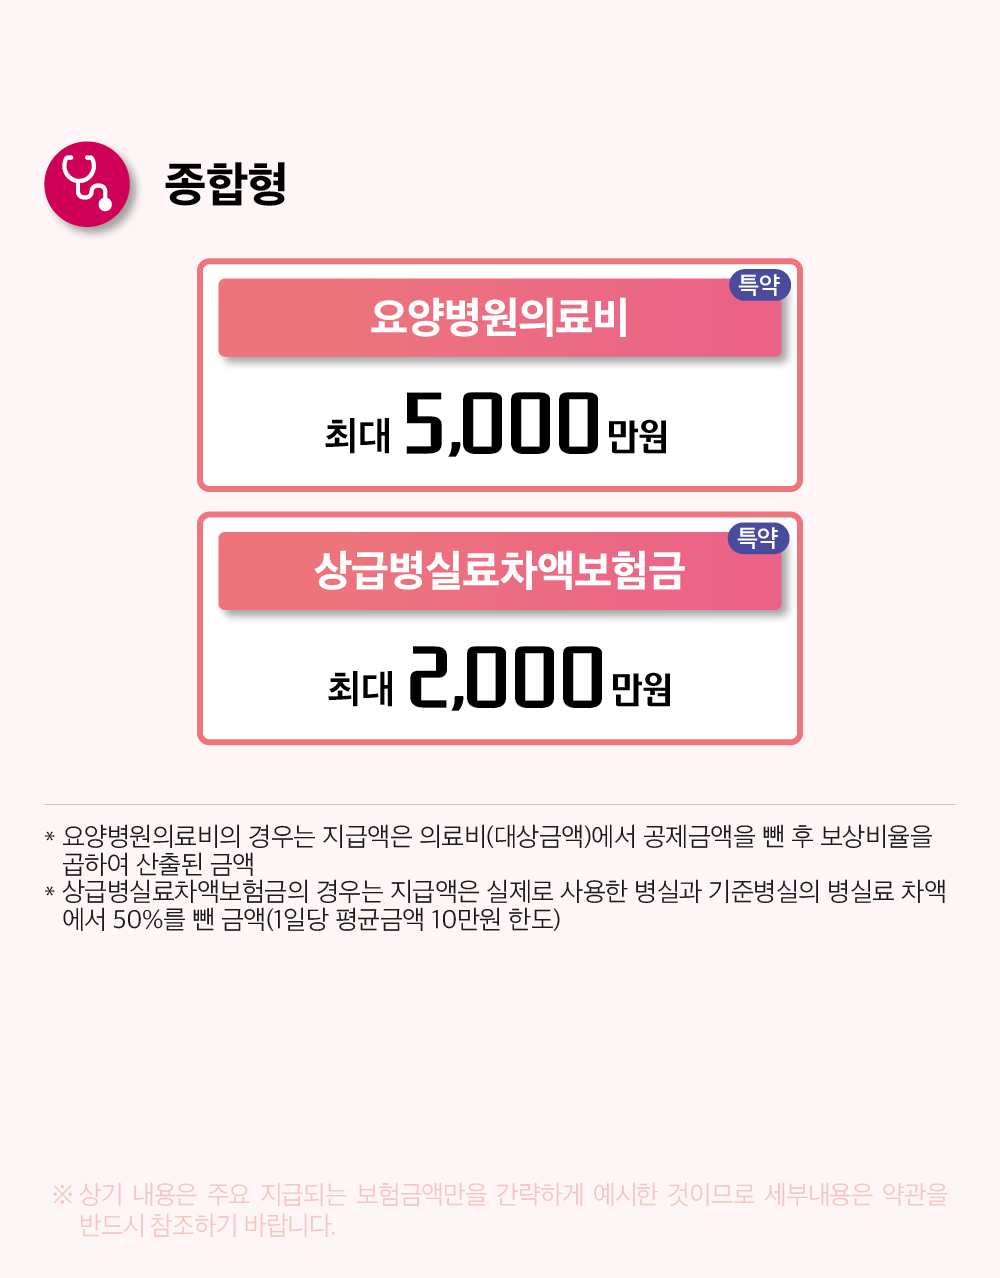 종합형
특약
요양병원의료비
최대 5,000 만원
특약
상급병실료차액보험금
최대 2,000 만원
* 요양병원의료비의 경우는 지급액은 의료비(대상금액)에서 공제금액을 뺀 후 보상비율을
곱하여 산출된 금액
* 상급병실료차액보험금의 경우는 지급액은 실제로 사용한 병실과 기준병실의 병실료 차액
에서 50%를 뺀 금액(1일당 평균금액 10만원 한도)
※ 상기 내용은 주요 지급되는 보험금액만을 간략하게 예시한 것이므로 세부내용은 약관을
반드시 참조하기 바랍니다.